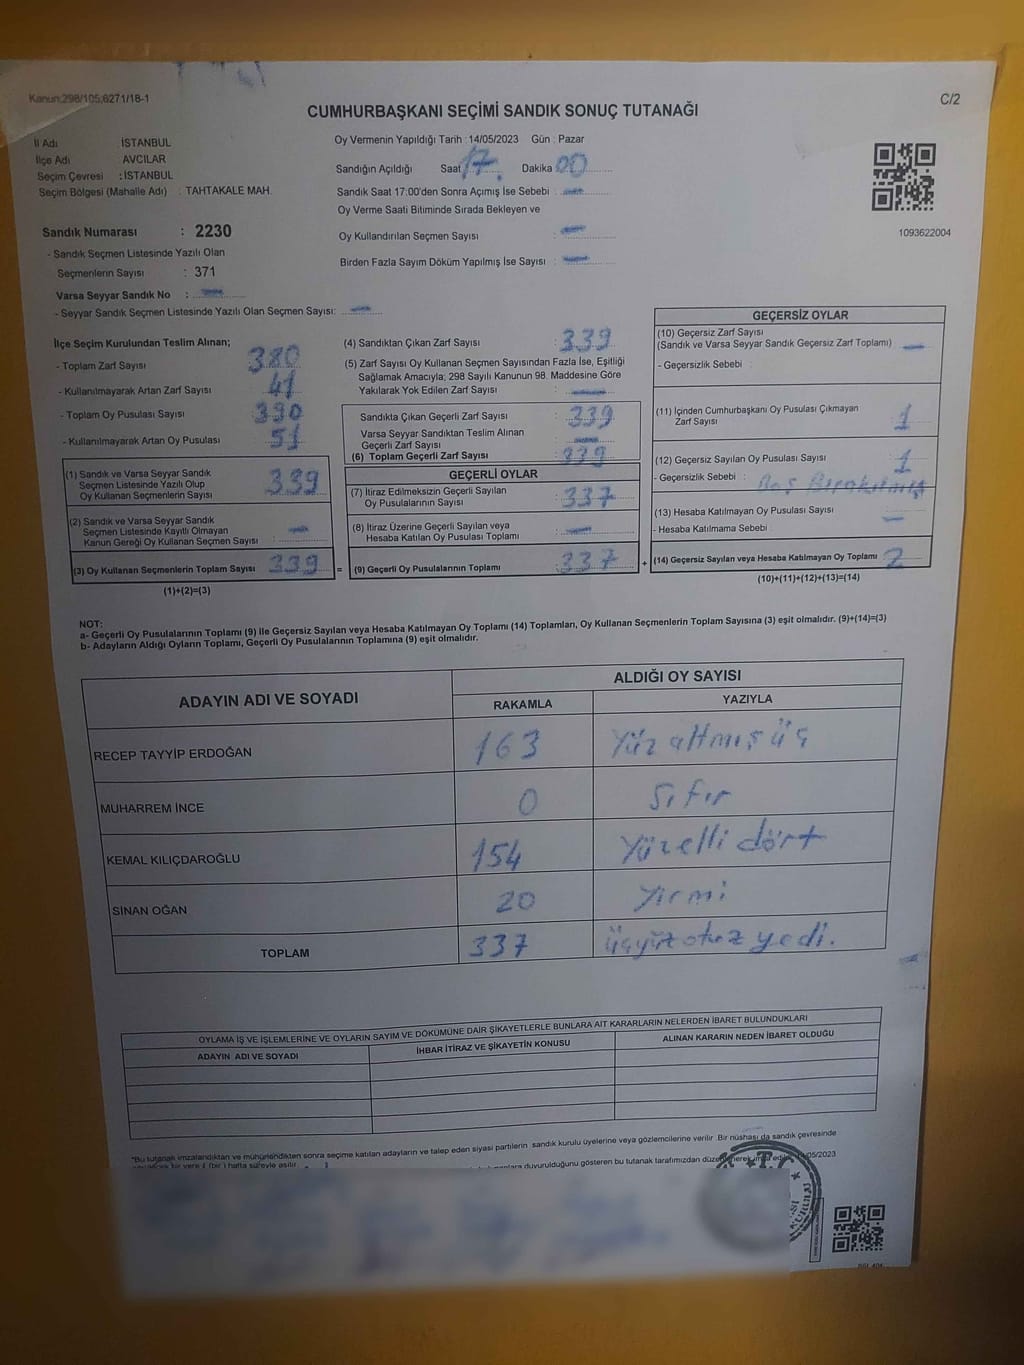 Kanun;298/105;6271/18-1
C/2
CUMHURBAŞKANI SEÇİMİ SANDIK SONUÇ TUTANAĞI
İl Adı : İSTANBUL
İlçe Adı : AVCILAR
Seçim Çevresi : İSTANBUL
Seçim Bölgesi (Mahalle Adı) : TAHTAKALE MAH.
Sandık Numarası : 2230
- Sandık Seçmen Listesinde Yazılı Olan
Seçmenlerin Sayısı : 371
Varsa Seyyar Sandık No : -
- Seyyar Sandık Seçmen Listesinde Yazılı Olan Seçmen Sayısı: -
Oy Vermenin Yapıldığı Tarih : 14/05/2023 Gün : Pazar
Sandığın Açıldığı Saat 17. Dakika 00
Sandık Saat 17:00'den Sonra Açımış İse Sebebi : -
Oy Verme Saati Bitiminde Sırada Bekleyen ve
Oy Kullandırılan Seçmen Sayısı : -
Birden Fazla Sayım Döküm Yapılmış İse Sayısı : -
1093622004
İlçe Seçim Kurulundan Teslim Alınan;
- Toplam Zarf Sayısı 380
- Kullanılmayarak Artan Zarf Sayısı 41
- Toplam Oy Pusulası Sayısı 390
- Kullanılmayarak Artan Oy Pusulası 51
(1) Sandık ve Varsa Seyyar Sandık
Seçmen Listesinde Yazılı Olup
Oy Kullanan Seçmenlerin Sayısı 339
(2) Sandık ve Varsa Seyyar Sandık
Seçmen Listesinde Kayıtlı Olmayan
Kanun Gereği Oy Kullanan Seçmen Sayısı : -
(3) Oy Kullanan Seçmenlerin Toplam Sayısı 339
(1)+(2)=(3)
=
(4) Sandıktan Çıkan Zarf Sayısı : 339
(5) Zarf Sayısı Oy Kullanan Seçmen Sayısından Fazla İse, Eşitliği
Sağlamak Amacıyla; 298 Sayılı Kanunun 98. Maddesine Göre
Yakılarak Yok Edilen Zarf Sayısı : -
Sandıkta Çıkan Geçerli Zarf Sayısı : 339
Varsa Seyyar Sandıktan Teslim Alınan
Geçerli Zarf Sayısı : -
(6) Toplam Geçerli Zarf Sayısı : 339
GEÇERLİ OYLAR
(7) İtiraz Edilmeksizin Geçerli Sayılan
Oy Pusulalarının Sayısı : 337
(8) İtiraz Üzerine Geçerli Sayılan veya
Hesaba Katılan Oy Pusulası Toplamı : -
(9) Geçerli Oy Pusulalarının Toplamı : 337
+
GEÇERSİZ OYLAR
(10) Geçersiz Zarf Sayısı
(Sandık ve Varsa Seyyar Sandık Geçersiz Zarf Toplamı) -
- Geçersizlik Sebebi :
(11) İçinden Cumhurbaşkanı Oy Pusulası Çıkmayan
Zarf Sayısı 1
(12) Geçersiz Sayılan Oy Pusulası Sayısı 1
- Geçersizlik Sebebi : Boş Bırakılmış
(13) Hesaba Katılmayan Oy Pusulası Sayısı -
- Hesaba Katılmama Sebebi
(14) Geçersiz Sayılan veya Hesaba Katılmayan Oy Toplamı 2
(10)+(11)+(12)+(13)=(14)
NOT:
a- Geçerli Oy Pusulalarının Toplamı (9) ile Geçersiz Sayılan veya Hesaba Katılmayan Oy Toplamı (14) Toplamları, Oy Kullanan Seçmenlerin Toplam Sayısına (3) eşit olmalıdır. (9)+(14)=(3)
b- Adayların Aldığı Oyların Toplamı, Geçerli Oy Pusulalarının Toplamına (9) eşit olmalıdır.
ADAYIN ADI VE SOYADI
ALDIĞI OY SAYISI
RAKAMLA YAZIYLA
RECEP TAYYİP ERDOĞAN 163 Yüz altmış üç
MUHARREM İNCE 0 Sıfır
KEMAL KILIÇDAROĞLU 154 Yüzelli dört
SİNAN OĞAN 20 Yirmi
TOPLAM 337 üçyüz otuz yedi.
OYLAMA İŞ VE İŞLEMLERİNE VE OYLARIN SAYIM VE DÖKÜMÜNE DAİR ŞİKAYETLERLE BUNLARA AİT KARARLARIN NELERDEN İBARET BULUNDUKLARI
ADAYIN ADI VE SOYADI İHBAR İTİRAZ VE ŞİKAYETİN KONUSU ALINAN KARARIN NEDEN İBARET OLDUĞU
*Bu tutanak imzalandıktan ve mühürlendikten sonra seçime katılan adayların ve talep eden siyasi partilerin sandık kurulu üyelerine veya gözlemcilerine verilir. Bir nüshası da sandık çevresinde
bir yere 1 (bir) hafta süreyle asılır. duyurulduğunu gösteren bu tutanak tarafımızdan
T.C.